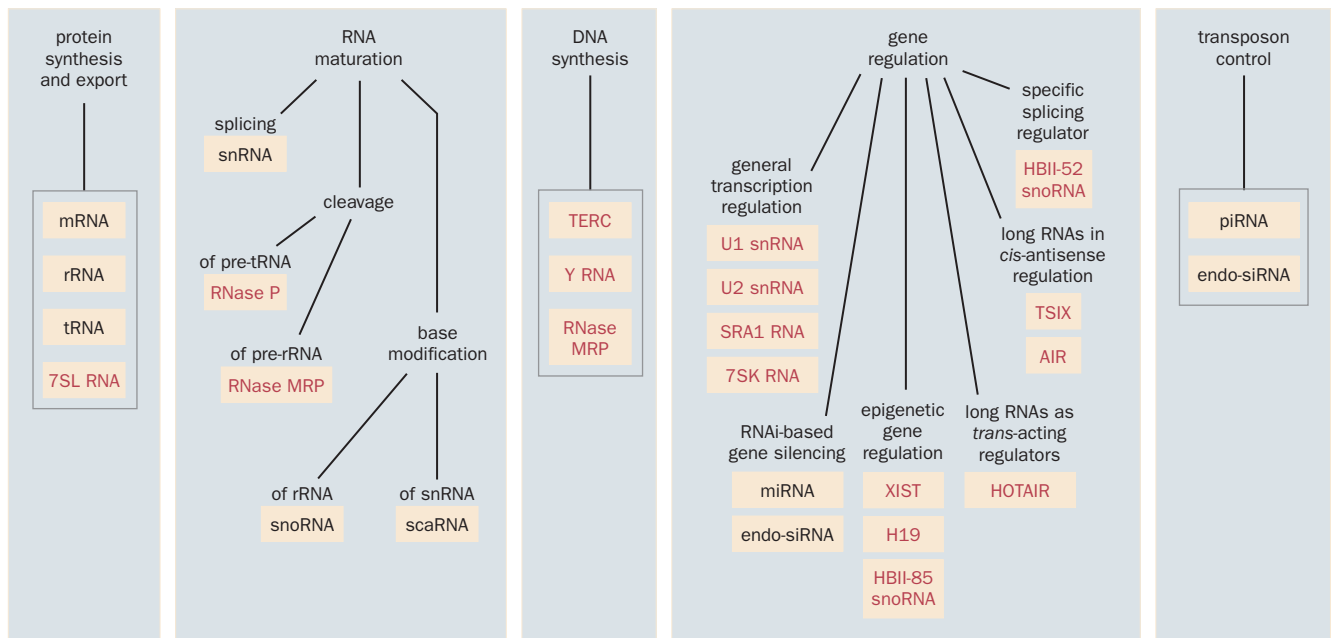 protein
synthesis
and export
mRNA
rRNA
tRNA
7SL RNA
RNA
maturation
splicing
snRNA
cleavage
of pre-tRNA
RNase P
of pre-rRNA
RNase MRP
base
modification
of rRNA
snoRNA
of snRNA
scaRNA
DNA
synthesis
TERC
Y RNA
RNase
MRP
gene
regulation
general
transcription
regulation
U1 snRNA
U2 snRNA
SRA1 RNA
7SK RNA
RNAi-based
gene silencing
miRNA
endo-siRNA
epigenetic
gene
regulation
XIST
H19
HBII-85
snoRNA
long RNAs as
trans-acting
regulators
HOTAIR
long RNAs in
cis-antisense
regulation
TSIX
AIR
specific
splicing
regulator
HBII-52
snoRNA
transposon
control
piRNA
endo-siRNA